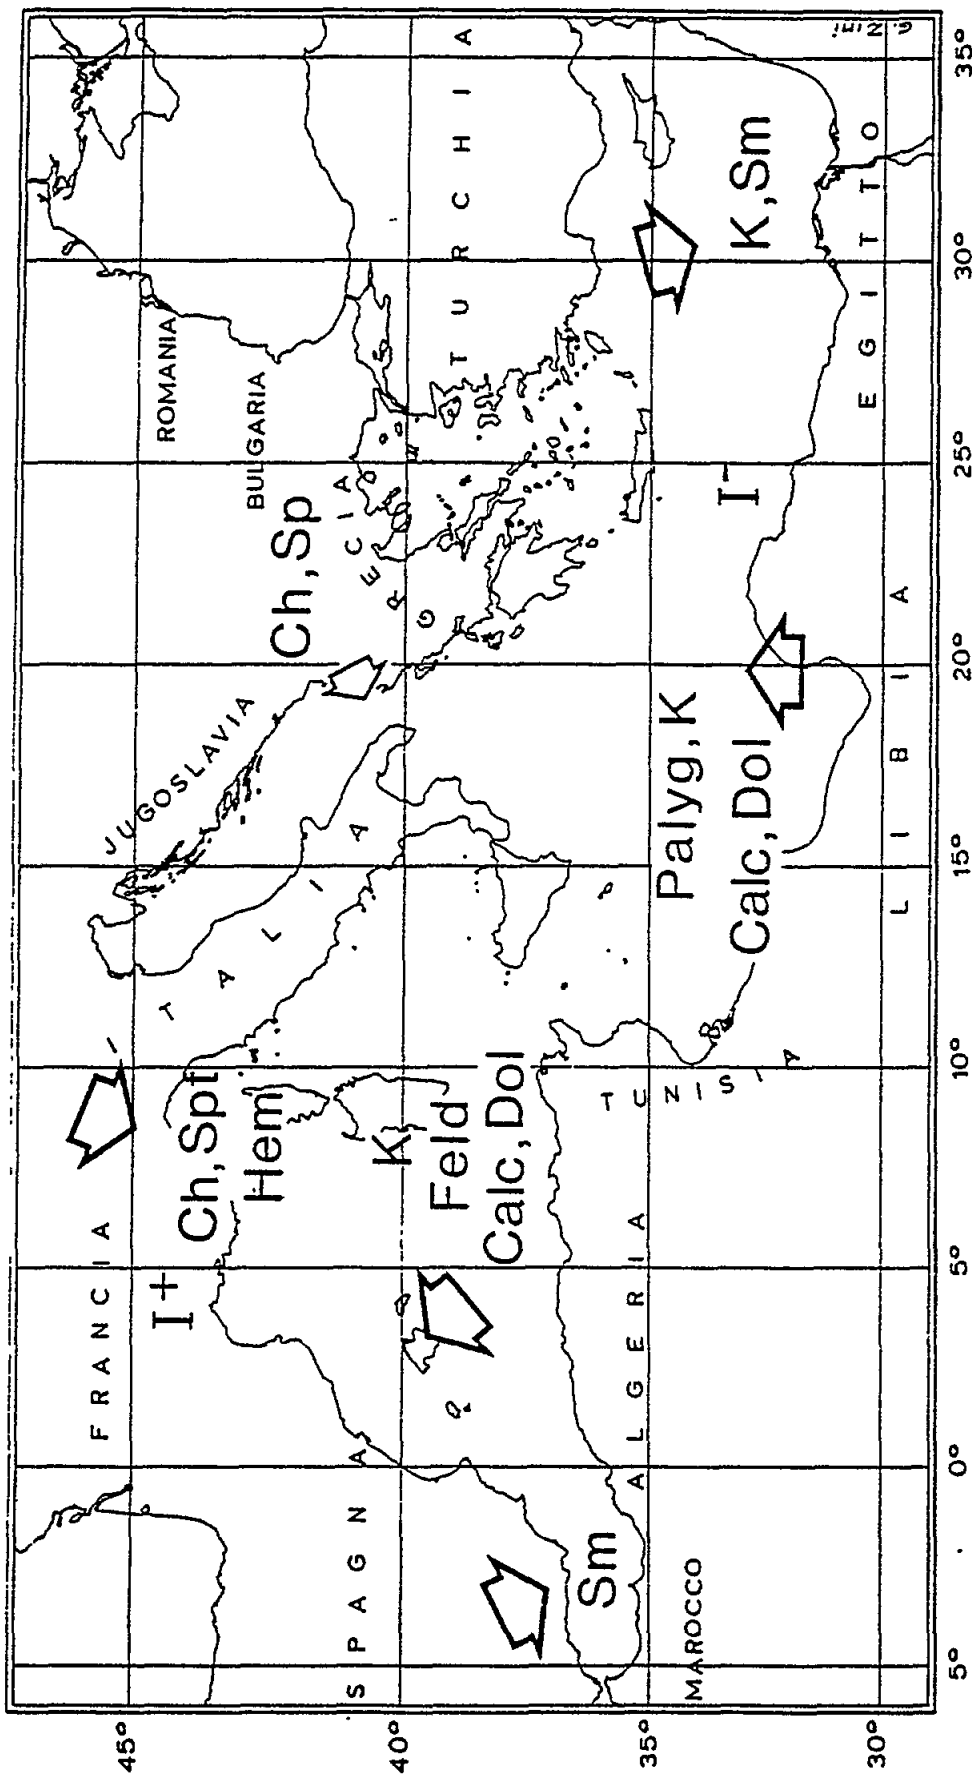 FRANCIA
I+
Ch,Spt
Hem
K
Feld
Calc,Dol
SPAGNA
Sm
MAROCCO
ALGERIA
TUNISIA
ITALIA
JUGOSLAVIA
Ch,Sp
ROMANIA
BULGARIA
GRECIA
TURCHIA
Palyg,K
Calc,Dol
I-
K,Sm
LIBIA
EGITTO
G. Zini
45°
40°
35°
30°
5°
0°
5°
10°
15°
20°
25°
30°
35°